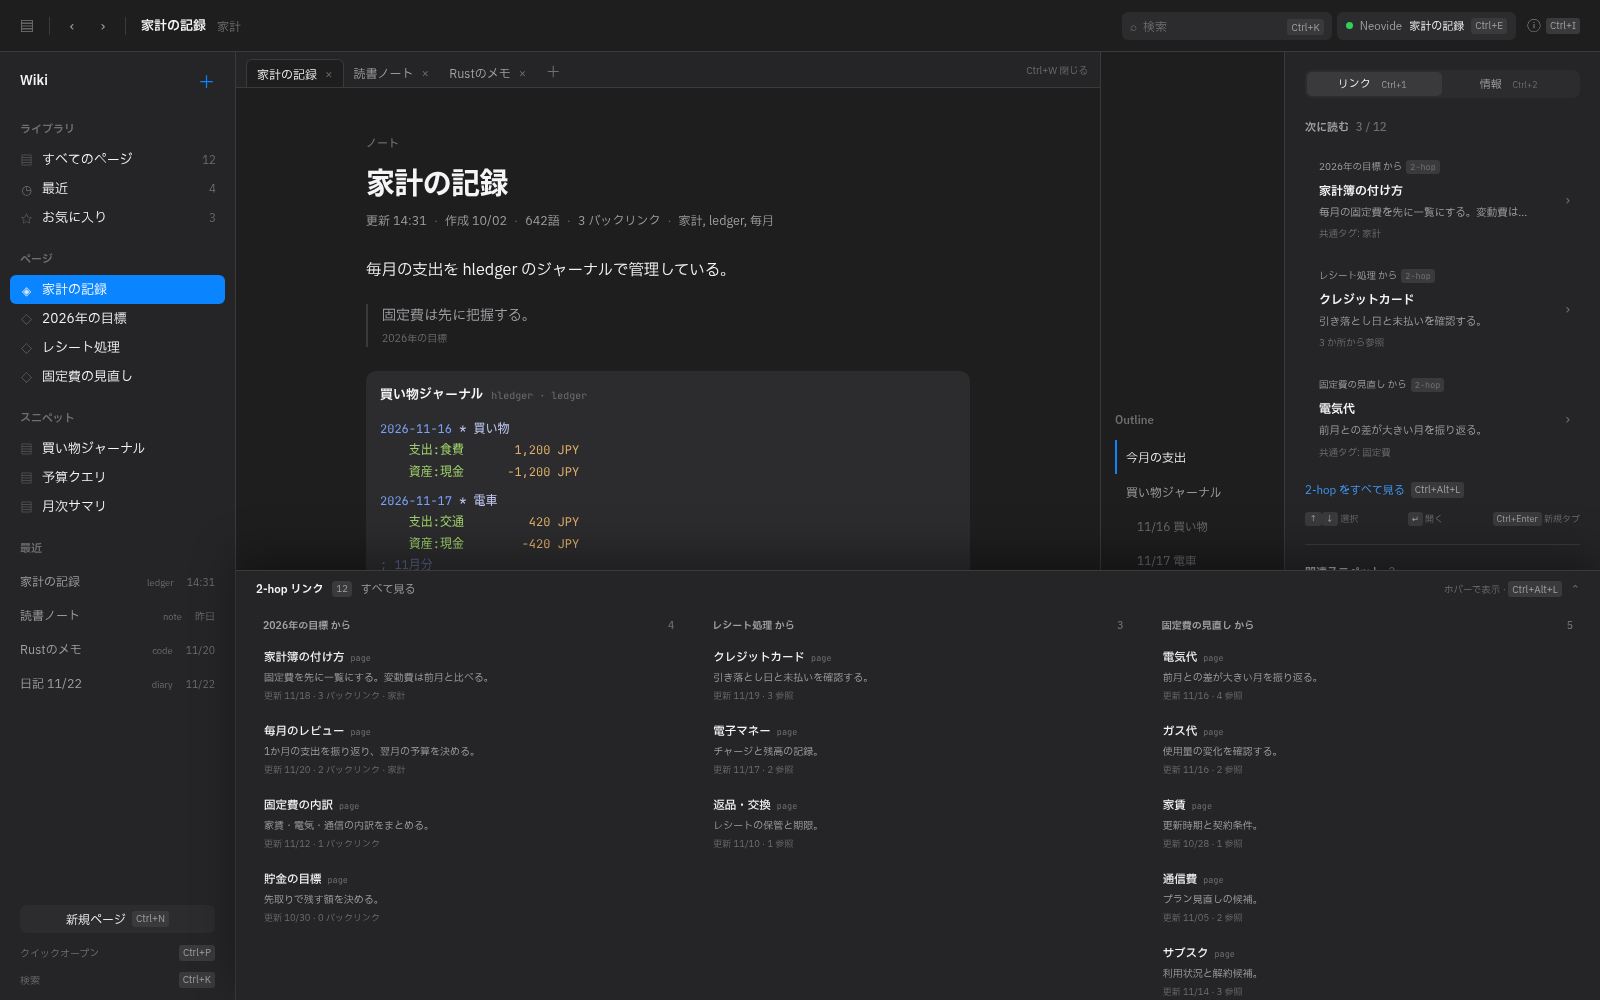 家計の記録 家計
検索 Ctrl+K
Neovide 家計の記録 Ctrl+E
Ctrl+I
Wiki
ライブラリ
すべてのページ 12
最近 4
お気に入り 3
ページ
家計の記録
2026年の目標
レシート処理
固定費の見直し
スニペット
買い物ジャーナル
予算クエリ
月次サマリ
最近
家計の記録 ledger 14:31
読書ノート note 昨日
Rustのメモ code 11/20
日記 11/22 diary 11/22
新規ページ Ctrl+N
クイックオープン Ctrl+P
検索 Ctrl+K
家計の記録 ×
読書ノート ×
Rustのメモ ×
Ctrl+W 閉じる
ノート
家計の記録
更新 14:31 · 作成 10/02 · 642語 · 3 バックリンク · 家計, ledger, 毎月
毎月の支出を hledger のジャーナルで管理している。
固定費は先に把握する。
2026年の目標
買い物ジャーナル hledger · ledger
2026-11-16 * 買い物
支出:食費 1,200 JPY
資産:現金 -1,200 JPY
2026-11-17 * 電車
支出:交通 420 JPY
資産:現金 -420 JPY
; 11月分
Outline
今月の支出
買い物ジャーナル
11/16 買い物
11/17 電車
リンク Ctrl+1
情報 Ctrl+2
次に読む 3 / 12
2026年の目標 から 2-hop
家計簿の付け方
毎月の固定費を先に一覧にする。変動費は…
共通タグ: 家計
レシート処理 から 2-hop
クレジットカード
引き落とし日と未払いを確認する。
3 か所から参照
固定費の見直し から 2-hop
電気代
前月との差が大きい月を振り返る。
共通タグ: 固定費
2-hop をすべて見る Ctrl+Alt+L
↑ ↓ 選択 ↵ 開く Ctrl+Enter 新規タブ
2-hop リンク 12 すべて見る
ホバーで表示 · Ctrl+Alt+L
2026年の目標 から 4
家計簿の付け方 page
固定費を先に一覧にする。変動費は前月と比べる。
更新 11/18 · 3 バックリンク · 家計
毎月のレビュー page
1か月の支出を振り返り、翌月の予算を決める。
更新 11/20 · 2 バックリンク · 家計
固定費の内訳 page
家賃・電気・通信の内訳をまとめる。
更新 11/12 · 1 バックリンク
貯金の目標 page
先取りで残す額を決める。
更新 10/30 · 0 バックリンク
レシート処理 から 3
クレジットカード page
引き落とし日と未払いを確認する。
更新 11/19 · 3 参照
電子マネー page
チャージと残高の記録。
更新 11/17 · 2 参照
返品・交換 page
レシートの保管と期限。
更新 11/10 · 1 参照
固定費の見直し から 5
電気代 page
前月との差が大きい月を振り返る。
更新 11/16 · 4 参照
ガス代 page
使用量の変化を確認する。
更新 11/16 · 2 参照
家賃 page
更新時期と契約条件。
更新 10/28 · 1 参照
通信費 page
プラン見直しの候補。
更新 11/05 · 2 参照
サブスク page
利用状況と解約候補。
更新 11/14 · 3 参照